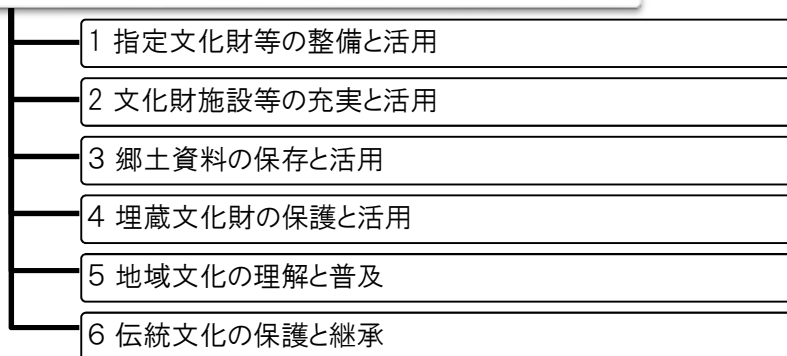 1 指定文化財等の整備と活用
2 文化財施設等の充実と活用
3 郷土資料の保存と活用
4 埋蔵文化財の保護と活用
5 地域文化の理解と普及
6 伝統文化の保護と継承